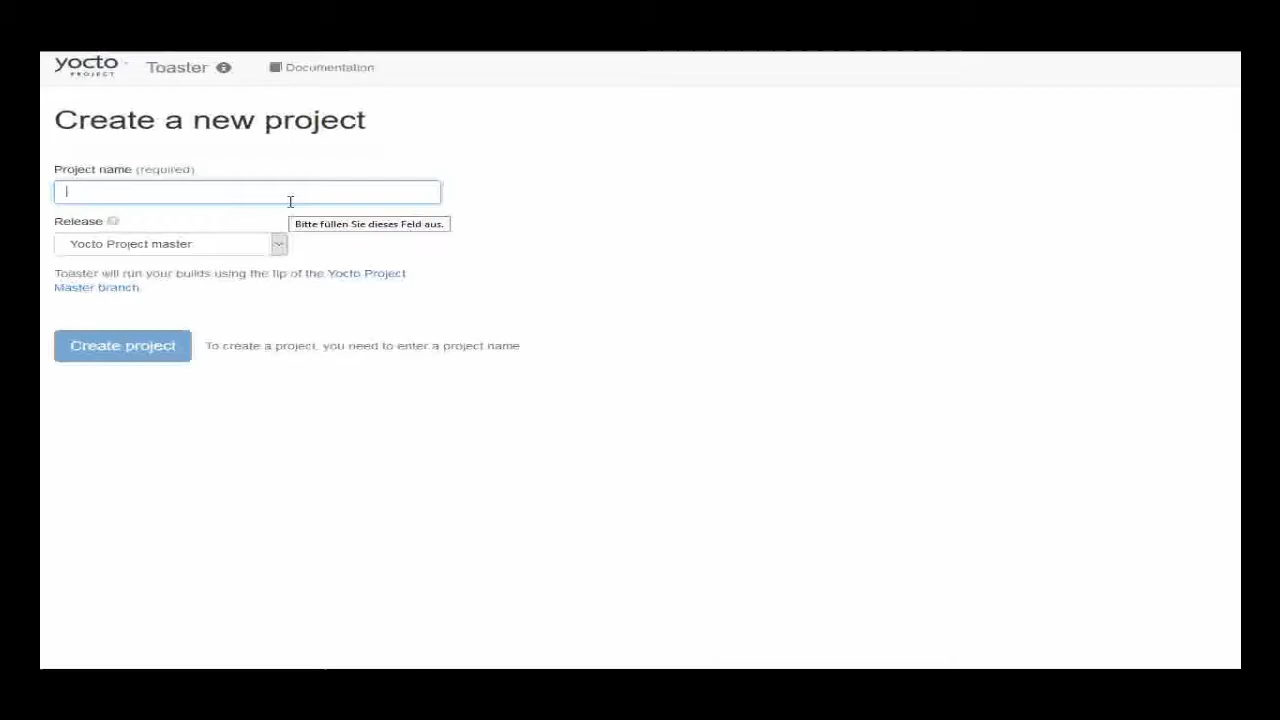 yocto
PROJECT
Toaster
Documentation
Create a new project
Project name (required)
Release
Bitte füllen Sie dieses Feld aus.
Yocto Project master
Toaster will run your builds using the tip of the Yocto Project
Master branch.
Create project
To create a project, you need to enter a project name